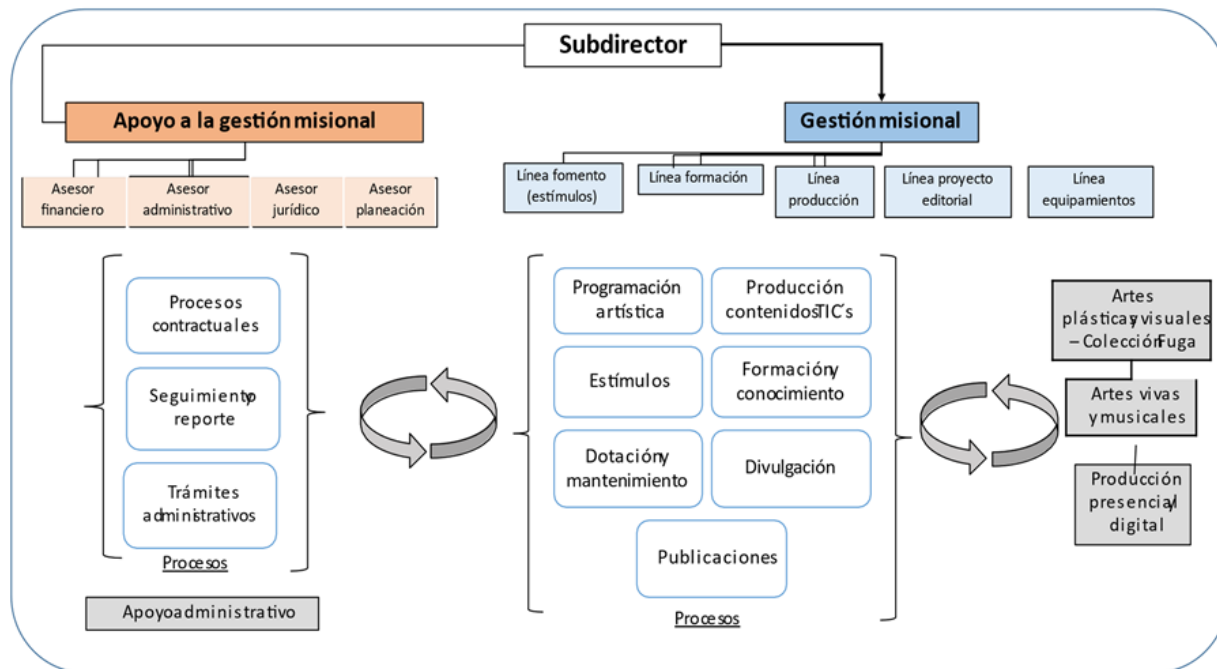 Subdirector
Apoyo a la gestión misional
Gestión misional
Asesor
financiero
Asesor
administrativo
Asesor
jurídico
Asesor
planeación
Línea fomento
(estímulos)
Línea formación
Línea
producción
Línea proyecto
editorial
Línea
equipamientos
Procesos
contractuales
Seguimiento y
reporte
Trámites
administrativos
Procesos
Apoyo administrativo
Programación
artística
Producción
contenidos TIC´s
Estímulos
Formación y
conocimiento
Dotación y
mantenimiento
Divulgación
Publicaciones
Procesos
Artes
plásticas y visuales
– Colección Fuga
Artes vivas
y musicales
Producción
presencial y
digital